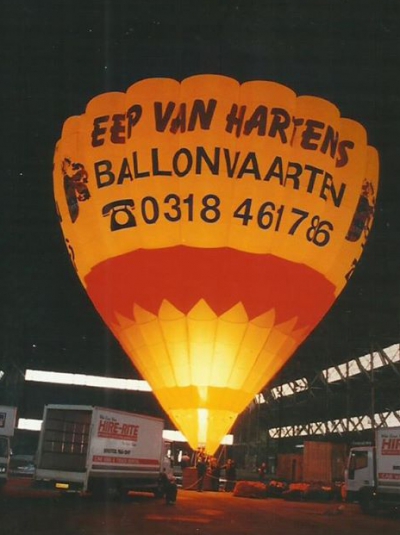 EEP VAN HARTENS
BALLONVAARTEN
0318 461786
HIRE-RITE